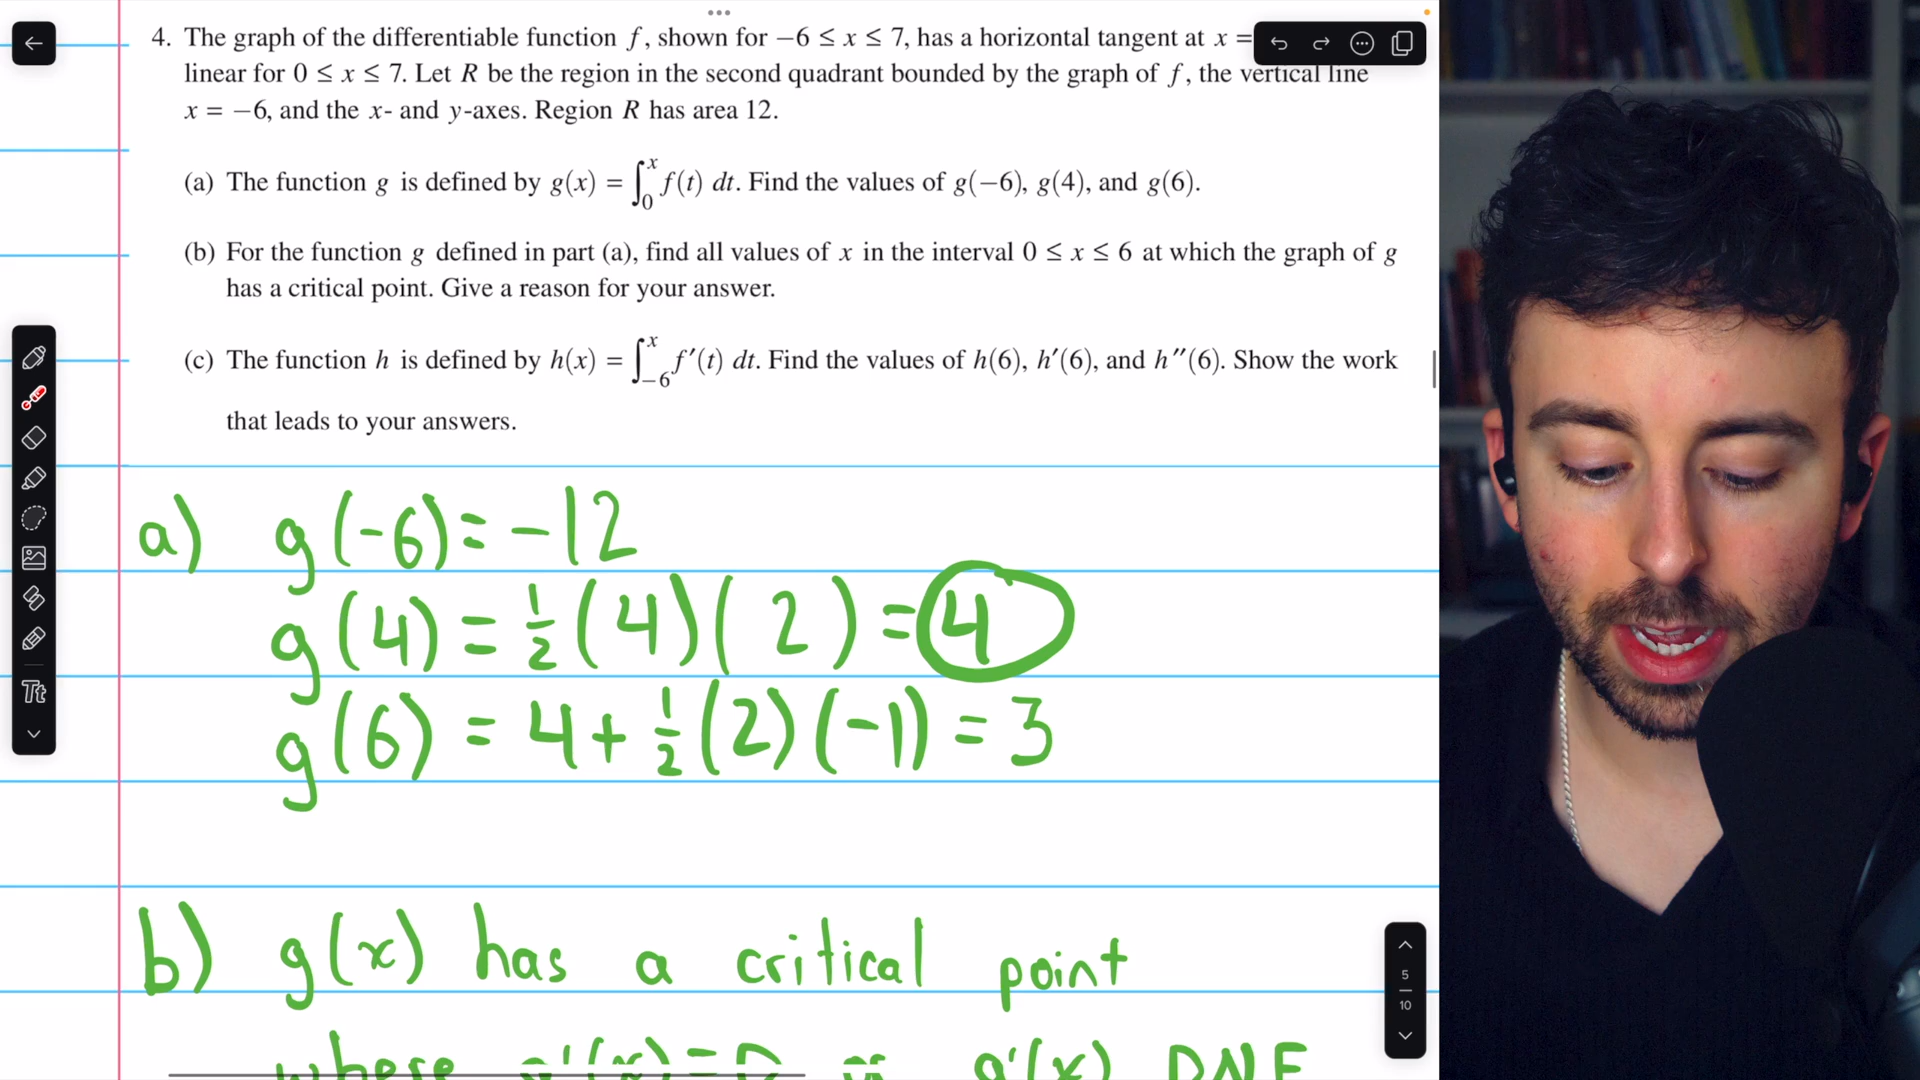 4. The graph of the differentiable function f, shown for −6 ≤ x ≤ 7, has a horizontal tangent at x =
linear for 0 ≤ x ≤ 7. Let R be the region in the second quadrant bounded by the graph of f, the vertical line
x = −6, and the x- and y-axes. Region R has area 12.
(a) The function g is defined by g(x) = ∫₀ˣ f(t) dt. Find the values of g(−6), g(4), and g(6).
(b) For the function g defined in part (a), find all values of x in the interval 0 ≤ x ≤ 6 at which the graph of g
has a critical point. Give a reason for your answer.
(c) The function h is defined by h(x) = ∫₋₆ˣ f′(t) dt. Find the values of h(6), h′(6), and h″(6). Show the work
that leads to your answers.
a) g(-6) = -12
g(4) = 1/2 (4)(2) = 4
g(6) = 4 + 1/2 (2)(-1) = 3
b) g(x) has a critical point
where g'(x) = 0 or g'(x) DNE
Tt
5
10